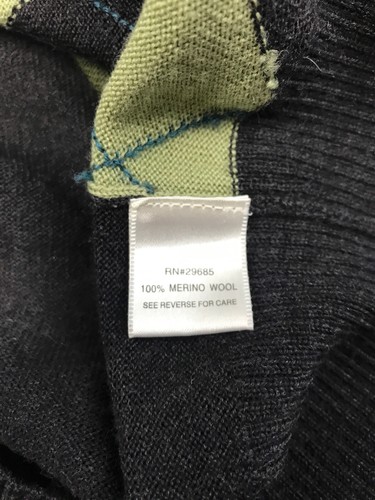 RN#29685
100% MERINO WOOL
SEE REVERSE FOR CARE